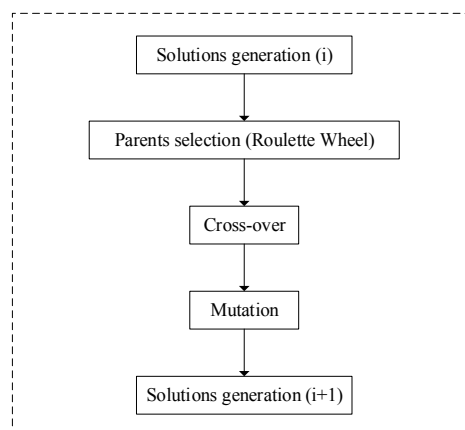 Solutions generation (i)
Parents selection (Roulette Wheel)
Cross-over
Mutation
Solutions generation (i+1)